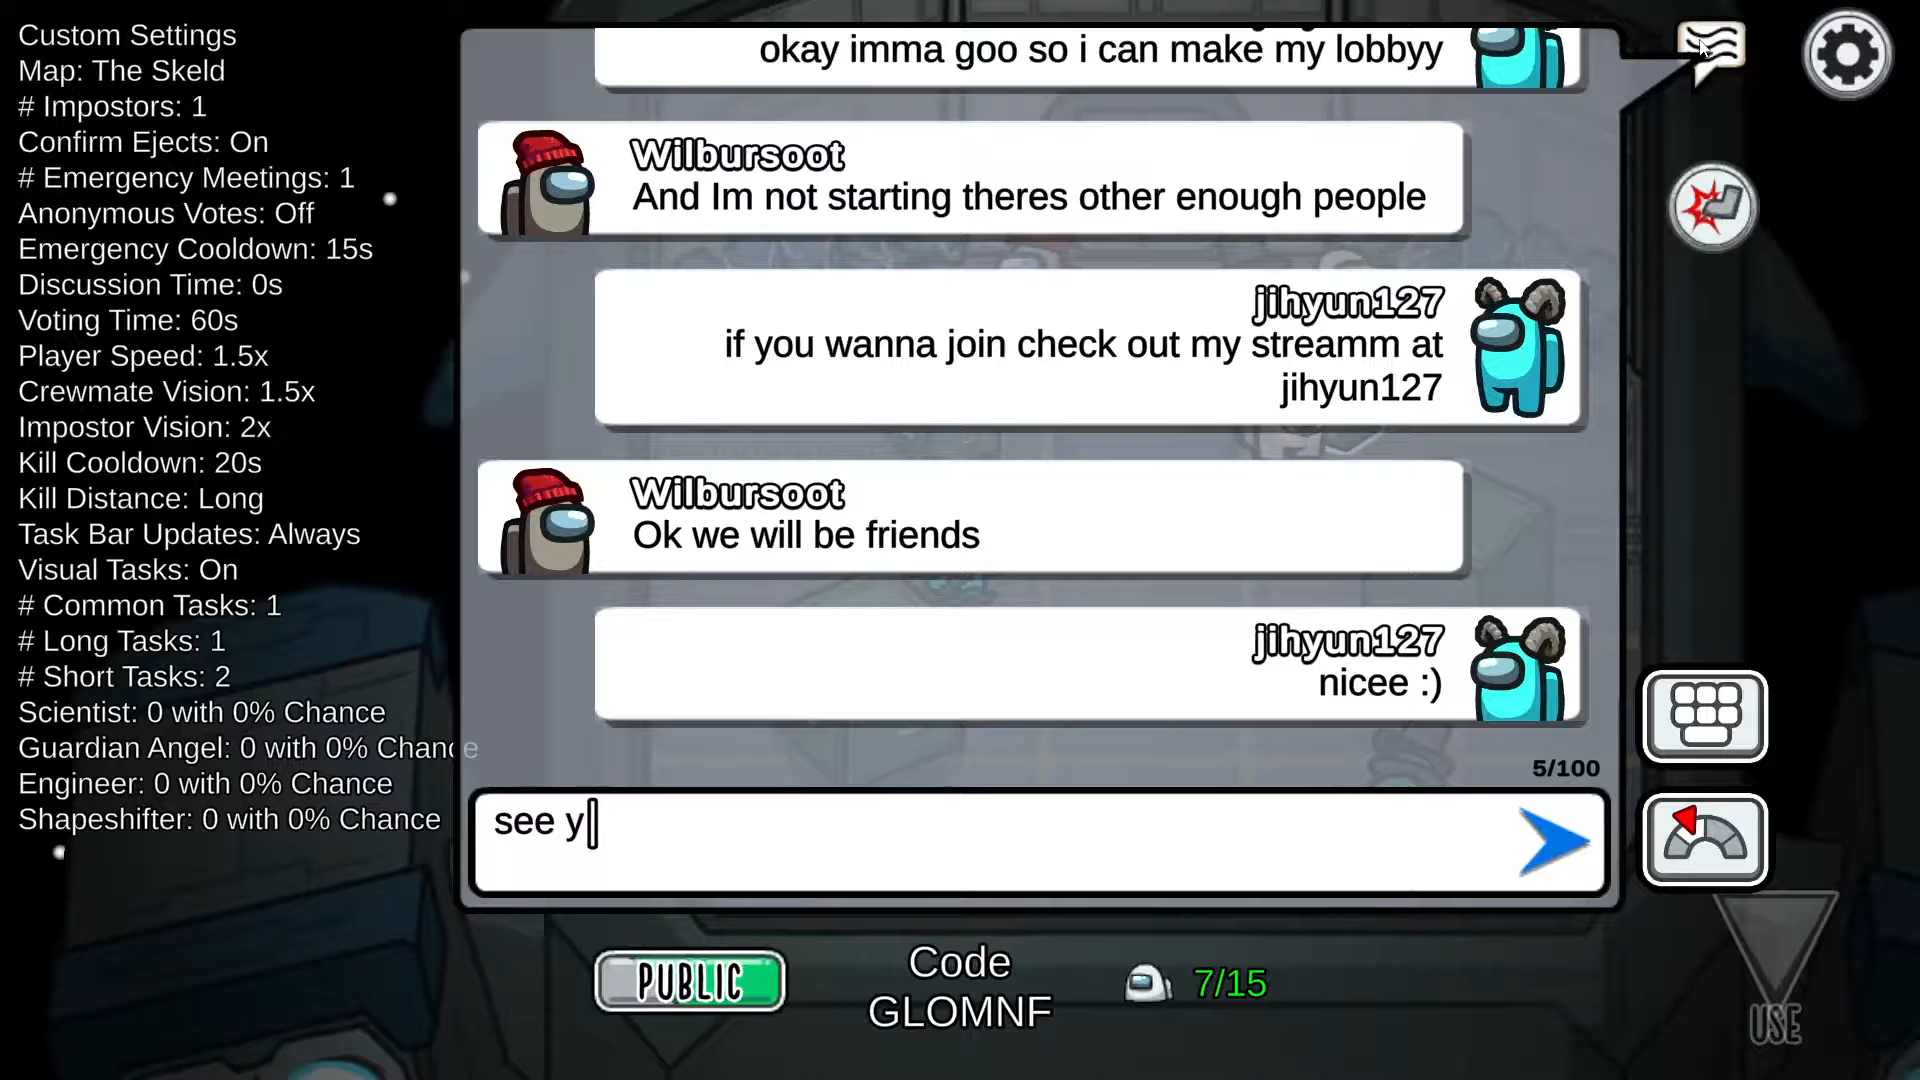 Custom Settings
Map: The Skeld
# Impostors: 1
Confirm Ejects: On
# Emergency Meetings: 1
Anonymous Votes: Off
Emergency Cooldown: 15s
Discussion Time: 0s
Voting Time: 60s
Player Speed: 1.5x
Crewmate Vision: 1.5x
Impostor Vision: 2x
Kill Cooldown: 20s
Kill Distance: Long
Task Bar Updates: Always
Visual Tasks: On
# Common Tasks: 1
# Long Tasks: 1
# Short Tasks: 2
Scientist: 0 with 0% Chance
Guardian Angel: 0 with 0% Chance
Engineer: 0 with 0% Chance
Shapeshifter: 0 with 0% Chance
okay imma goo so i can make my lobbyy
Wilbursoot
And Im not starting theres other enough people
jihyun127
if you wanna join check out my streamm at
jihyun127
Wilbursoot
Ok we will be friends
jihyun127
nicee :)
5/100
see y
PUBLIC
Code
GLOMNF
7/15
USE